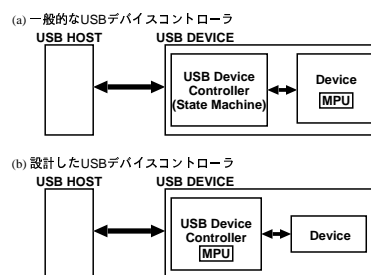 (a) 一般的なUSBデバイスコントローラ
USB HOST
USB DEVICE
USB Device
Controller
(State Machine)
Device
MPU
(b) 設計したUSBデバイスコントローラ
USB HOST
USB DEVICE
USB Device
Controller
MPU
Device